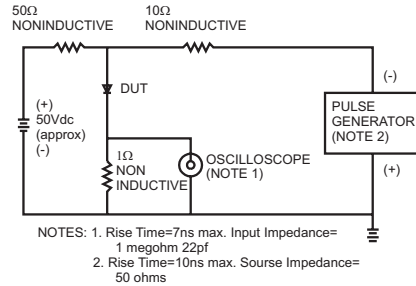 50Ω
NONINDUCTIVE
10Ω
NONINDUCTIVE
DUT
(+)
50Vdc
(approx)
(-)
1Ω
NON
INDUCTIVE
OSCILLOSCOPE
(NOTE 1)
(-)
PULSE
GENERATOR
(NOTE 2)
(+)
NOTES: 1. Rise Time=7ns max. Input Impedance=
1 megohm 22pf
2. Rise Time=10ns max. Sourse Impedance=
50 ohms